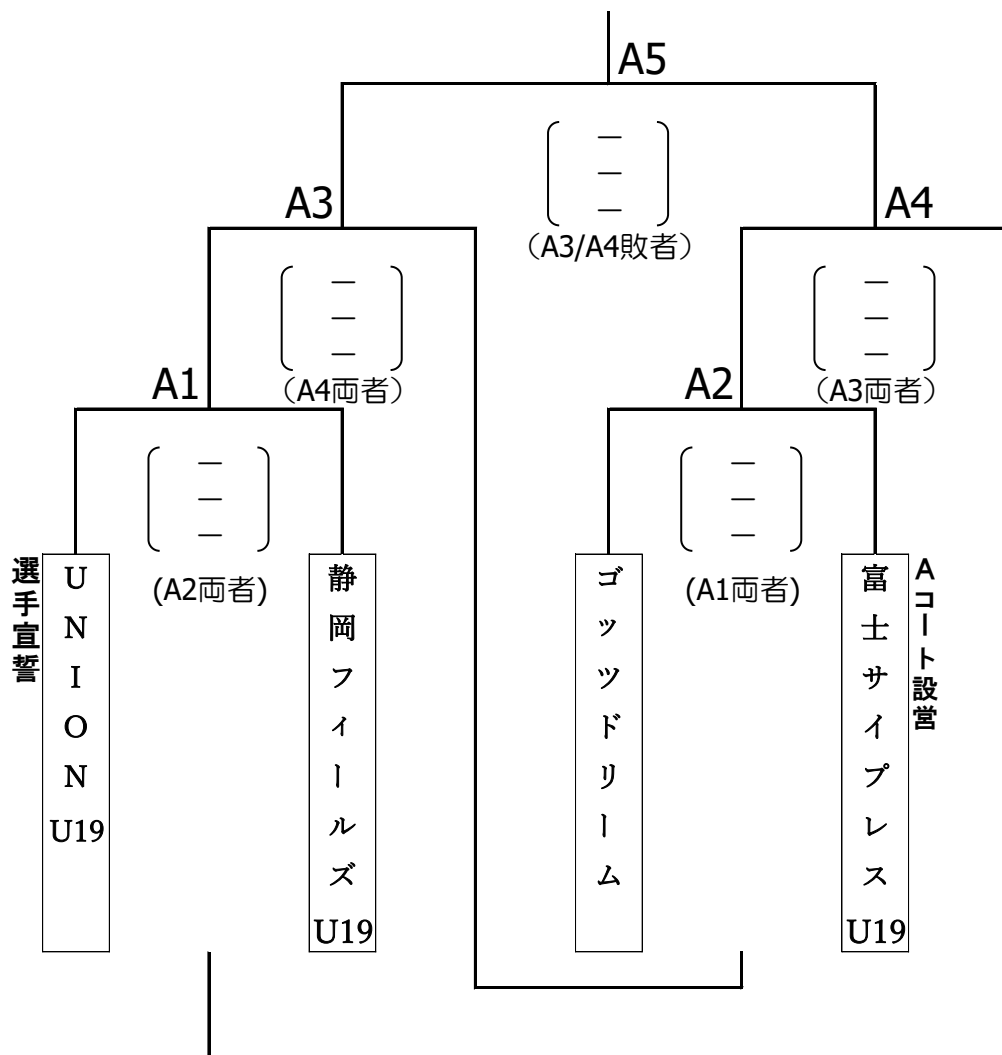 A5
－
－
－
（A3/A4敗者）
A3
A4
－
－
－
（A4両者）
－
－
－
（A3両者）
A1
A2
－
－
－
(A2両者)
－
－
－
(A1両者)
選手宣誓
UNION U19
静岡フィールズ U19
ゴッツドリーム
富士サイプレス U19
Aコート設営